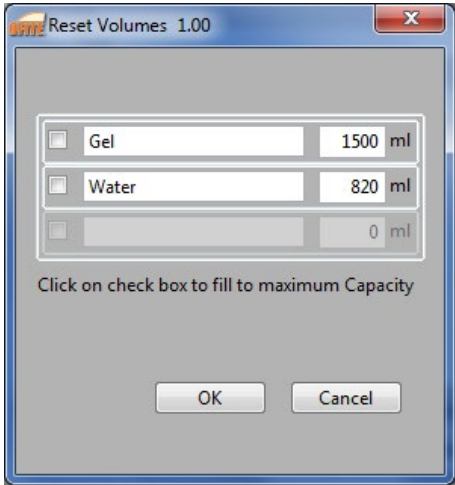 Reset Volumes 1.00
Gel 1500 ml
Water 820 ml
0 ml
Click on check box to fill to maximum Capacity
OK Cancel